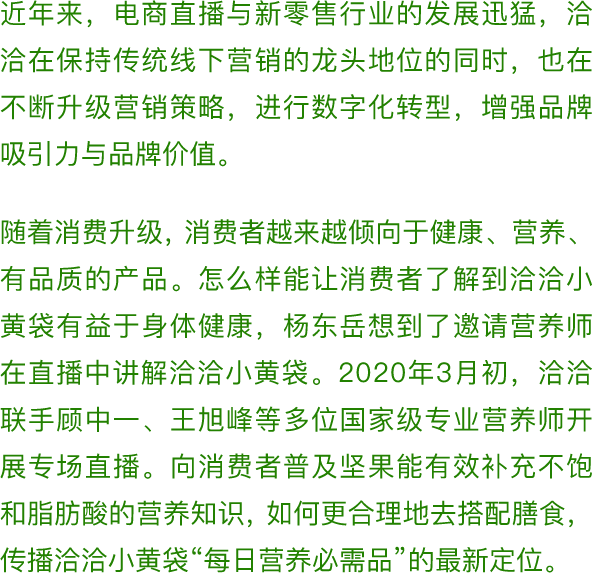 近年来，电商直播与新零售行业的发展迅猛，洽
洽在保持传统线下营销的龙头地位的同时，也在
不断升级营销策略，进行数字化转型，增强品牌
吸引力与品牌价值。
随着消费升级，消费者越来越倾向于健康、营养、
有品质的产品。怎么样能让消费者了解到洽洽小
黄袋有益于身体健康，杨东岳想到了邀请营养师
在直播中讲解洽洽小黄袋。2020年3月初，洽洽
联手顾中一、王旭峰等多位国家级专业营养师开
展专场直播。向消费者普及坚果能有效补充不饱
和脂肪酸的营养知识，如何更合理地去搭配膳食，
传播洽洽小黄袋“每日营养必需品”的最新定位。